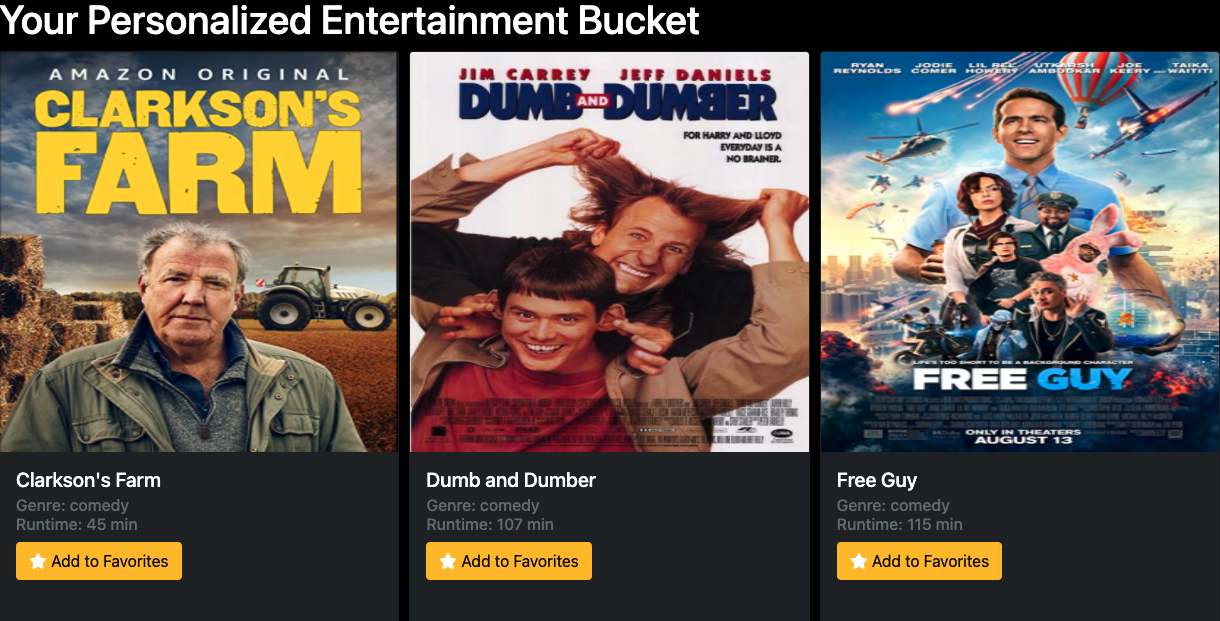 Your Personalized Entertainment Bucket
AMAZON ORIGINAL
CLARKSON'S
FARM
JIM CARREY JEFF DANIELS
DUMB AND DUMBER
FOR HARRY AND LLOYD
EVERYDAY IS A
NO BRAINER.
RYAN REYNOLDS
JODIE COMER
LIL REL HOWERY
UTKARSH AMBUDKAR
JOE KEERY
AND TAIKA WAITITI
LIFE'S TOO SHORT TO BE A BACKGROUND CHARACTER
FREE GUY
ONLY IN THEATERS
AUGUST 13
Clarkson's Farm
Genre: comedy
Runtime: 45 min
Add to Favorites
Dumb and Dumber
Genre: comedy
Runtime: 107 min
Add to Favorites
Free Guy
Genre: comedy
Runtime: 115 min
Add to Favorites